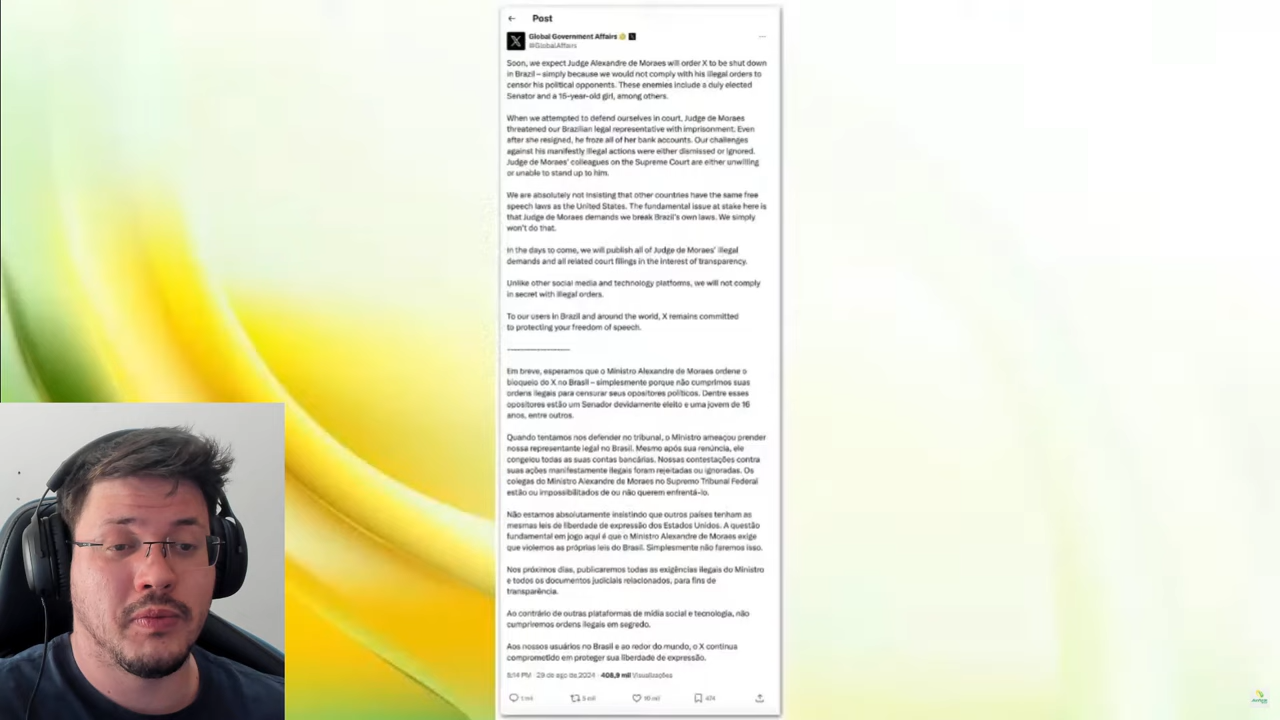 Post
Global Government Affairs
@GlobalAffairs
Soon, we expect Judge Alexandre de Moraes will order X to be shut down
in Brazil – simply because we would not comply with his illegal orders to
censor his political opponents. These enemies include a duly elected
Senator and a 16-year-old girl, among others.
When we attempted to defend ourselves in court, Judge de Moraes
threatened our Brazilian legal representative with imprisonment. Even
after she resigned, he froze all of her bank accounts. Our challenges
against his manifestly illegal actions were either dismissed or ignored.
Judge de Moraes' colleagues on the Supreme Court are either unwilling
or unable to stand up to him.
We are absolutely not insisting that other countries have the same free
speech laws as the United States. The fundamental issue at stake here is
that Judge de Moraes demands we break Brazil's own laws. We simply
won't do that.
In the days to come, we will publish all of Judge de Moraes' illegal
demands and all related court filings in the interest of transparency.
Unlike other social media and technology platforms, we will not comply
in secret with illegal orders.
To our users in Brazil and around the world, X remains committed
to protecting your freedom of speech.
Em breve, esperamos que o Ministro Alexandre de Moraes ordene o
bloqueio do X no Brasil – simplesmente porque não cumprimos suas
ordens ilegais para censurar seus opositores políticos. Dentre esses
opositores estão um Senador devidamente eleito e uma jovem de 16
anos, entre outros.
Quando tentamos nos defender no tribunal, o Ministro ameaçou prender
nossa representante legal no Brasil. Mesmo após sua renúncia, ele
congelou todas as suas contas bancárias. Nossas contestações contra
suas ações manifestamente ilegais foram rejeitadas ou ignoradas. Os
colegas do Ministro Alexandre de Moraes no Supremo Tribunal Federal
estão ou impossibilitados de ou não querem enfrentá-lo.
Não estamos absolutamente insistindo que outros países tenham as
mesmas leis de liberdade de expressão dos Estados Unidos. A questão
fundamental em jogo aqui é que o Ministro Alexandre de Moraes exige
que violemos as próprias leis do Brasil. Simplesmente não faremos isso.
Nos próximos dias, publicaremos todas as exigências ilegais do Ministro
e todos os documentos judiciais relacionados, para fins de
transparência.
Ao contrário de outras plataformas de mídia social e tecnologia, não
cumpriremos ordens ilegais em segredo.
Aos nossos usuários no Brasil e ao redor do mundo, o X continua
comprometido em proteger sua liberdade de expressão.
8:14 PM · 29 de ago de 2024 · 408,9 mil Visualizações
1 mil 5 mil 16 mil 474